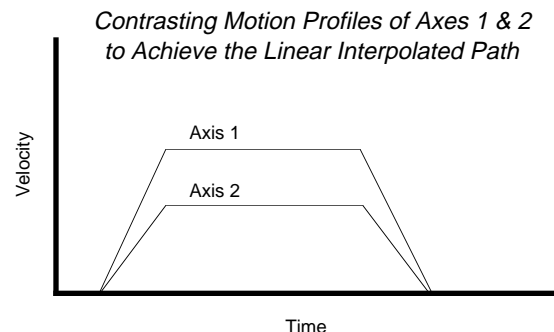 Contrasting Motion Profiles of Axes 1 & 2
to Achieve the Linear Interpolated Path
Velocity
Axis 1
Axis 2
Time